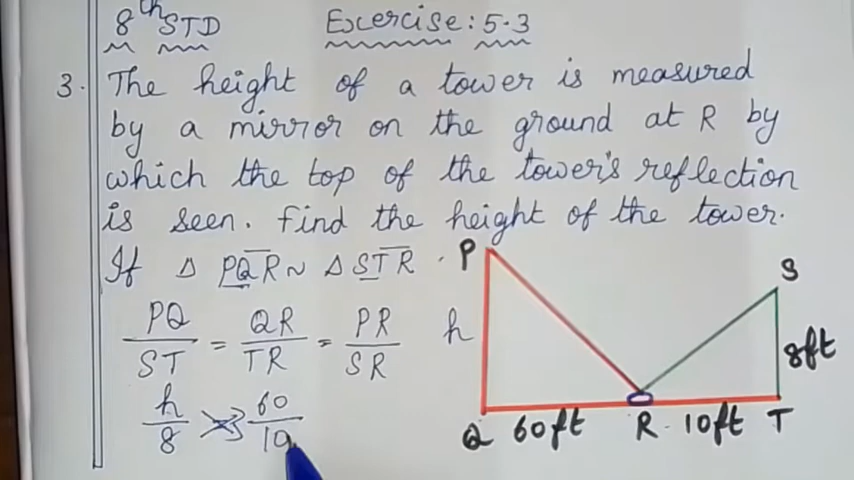 8th STD Exercise: 5.3
3. The height of a tower is measured
by a mirror on the ground at R by
which the top of the tower's reflection
is seen. find the height of the tower.
If Δ PQR ~ Δ STR.
PQ/ST = QR/TR = PR/SR
h/8 = 60/10
P
S
h
8ft
Q 60ft R 10ft T